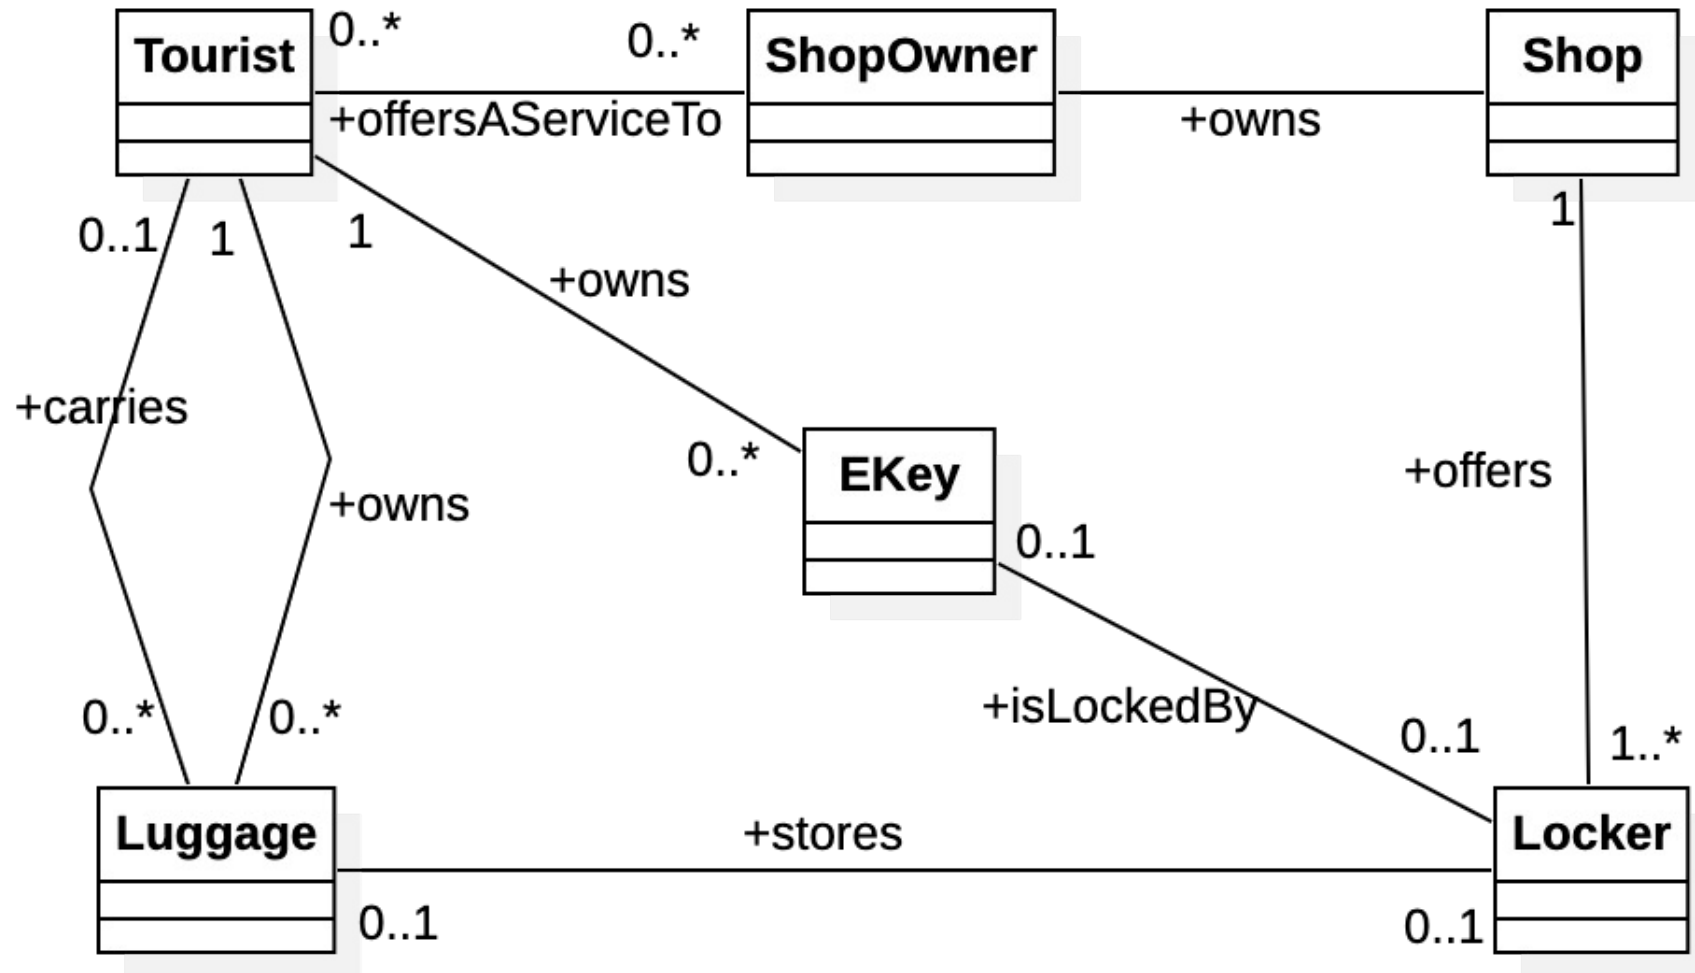 Tourist
0..*
0..*
ShopOwner
Shop
+offersAServiceTo
+owns
0..1
1
1
1
+owns
+carries
+owns
0..*
EKey
+offers
0..1
+isLockedBy
0..*
0..*
0..1
1..*
Luggage
+stores
Locker
0..1
0..1